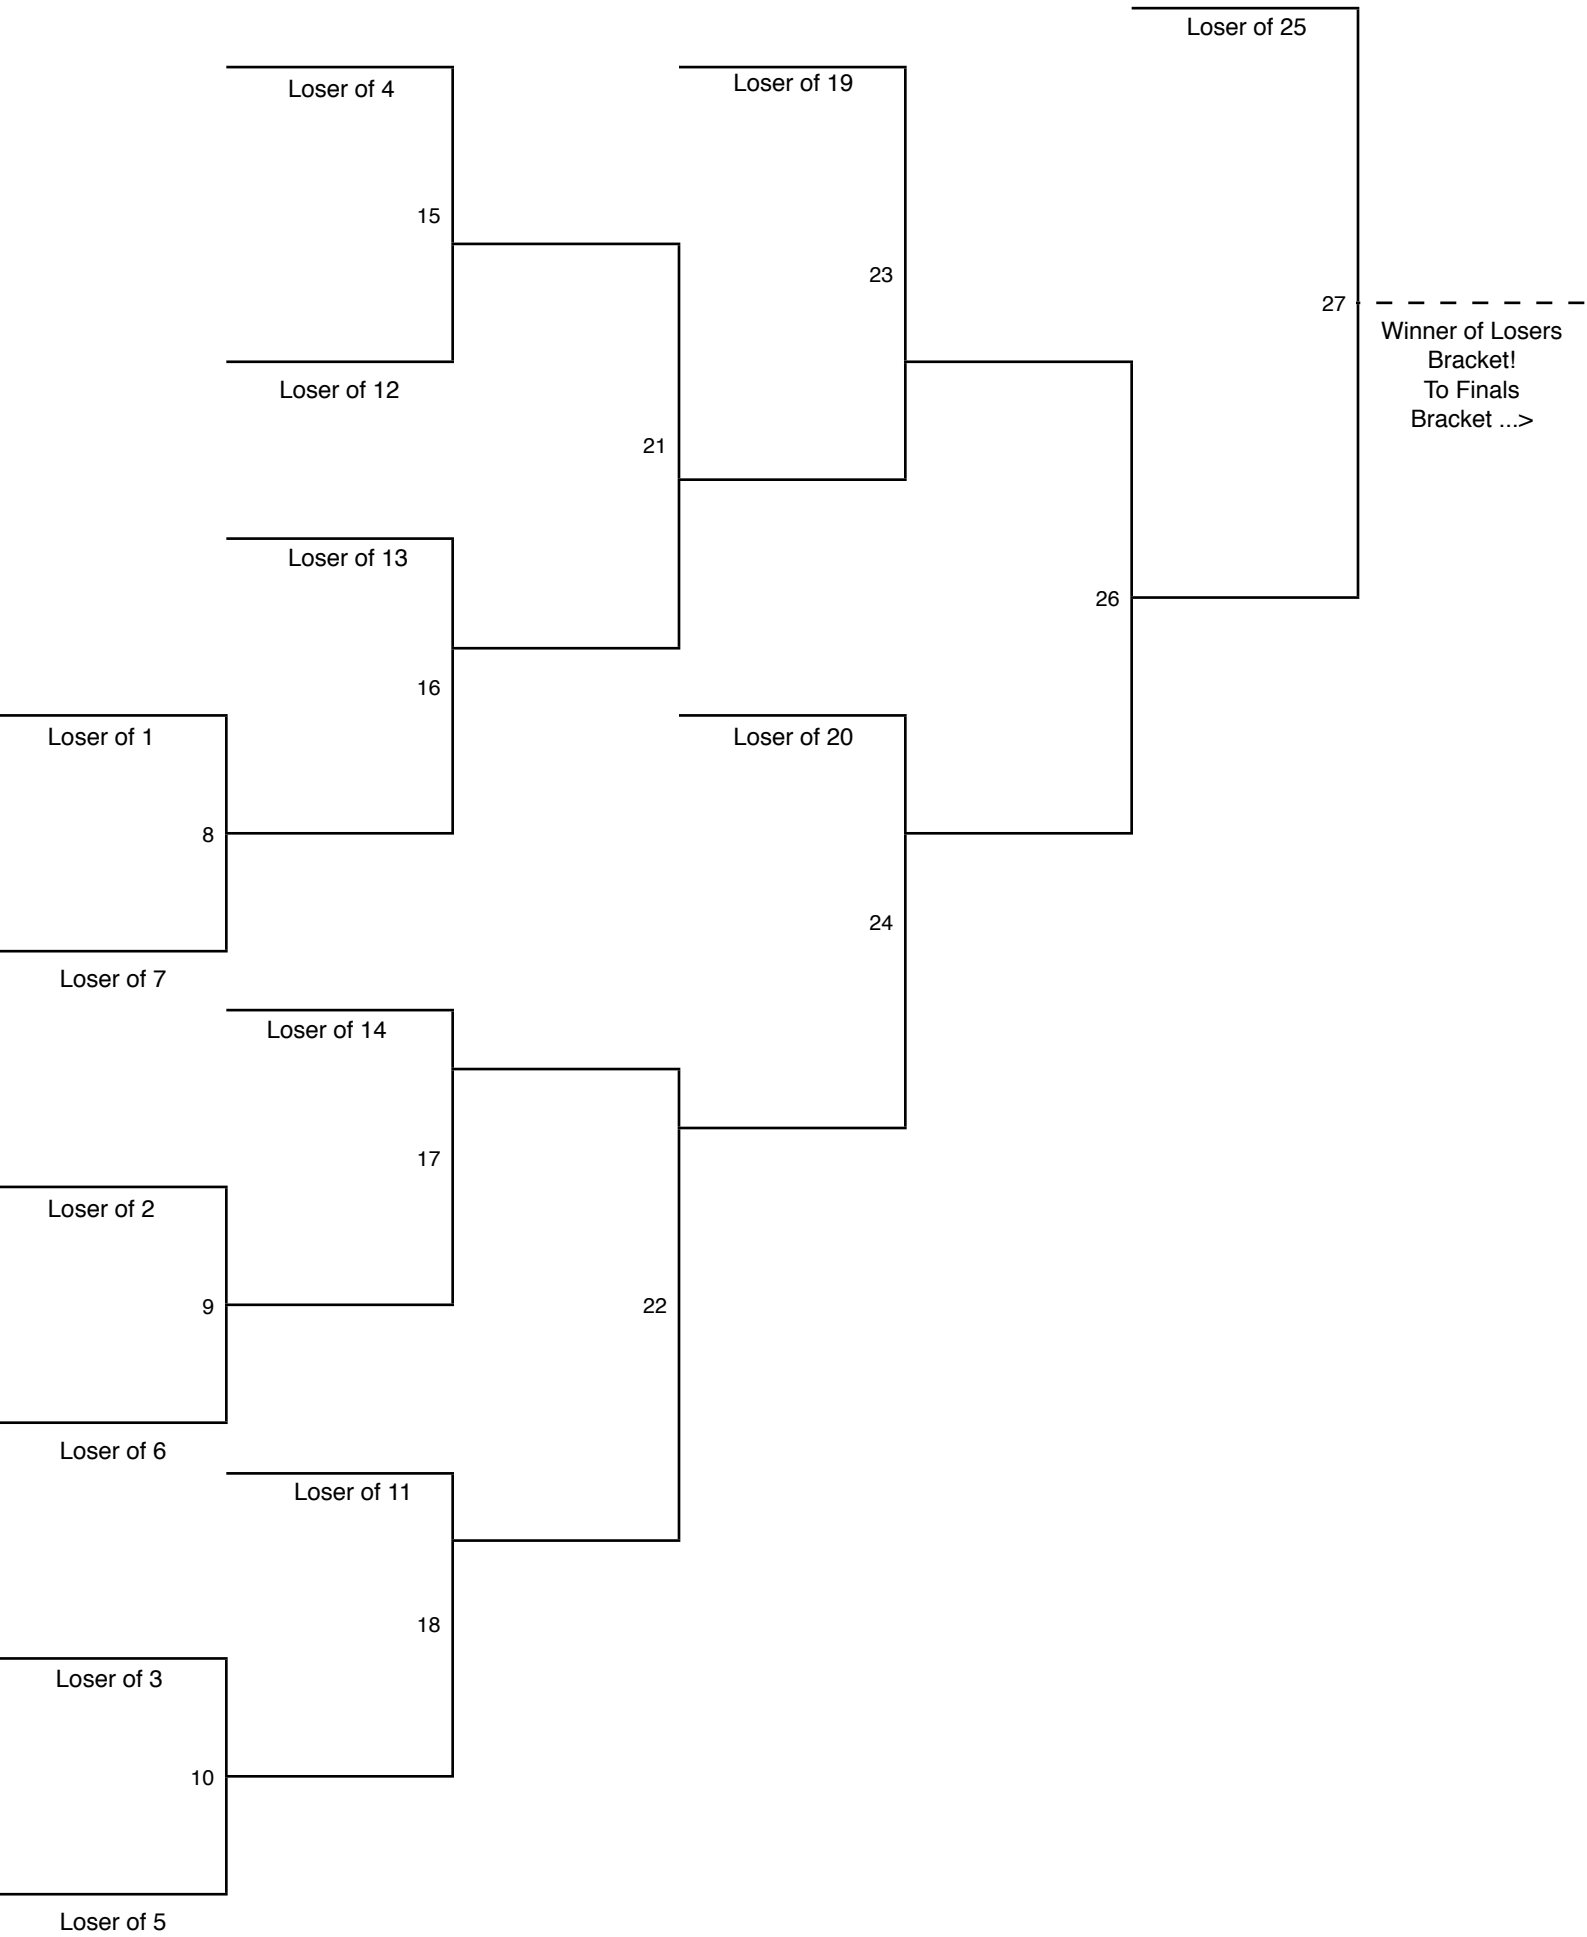 Loser of 25
Loser of 4
Loser of 19
15
23
27
Winner of Losers
Bracket!
To Finals
Bracket ...>
Loser of 12
21
Loser of 13
26
16
Loser of 1
Loser of 20
8
24
Loser of 7
Loser of 14
17
Loser of 2
9
22
Loser of 6
Loser of 11
18
Loser of 3
10
Loser of 5